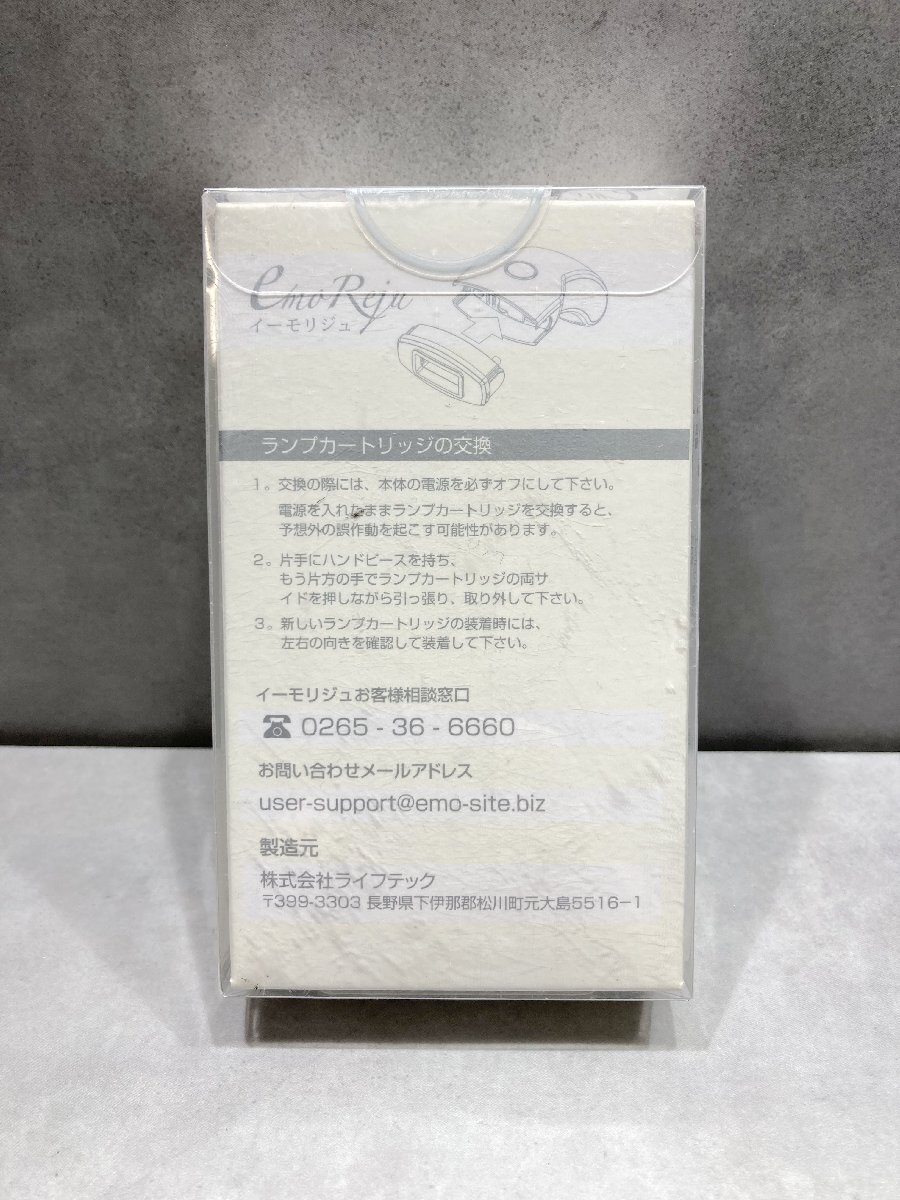 emo Reju
イーモリジュ
ランプカートリッジの交換
1。交換の際には、本体の電源を必ずオフにして下さい。
電源を入れたままランプカートリッジを交換すると、
予想外の誤作動を起こす可能性があります。
2。片手にハンドピースを持ち、
もう片方の手でランプカートリッジの両サ
イドを押しながら引っ張り、取り外して下さい。
3。新しいランプカートリッジの装着時には、
左右の向きを確認して装着して下さい。
イーモリジュお客様相談窓口
☎ 0265 - 36 - 6660
お問い合わせメールアドレス
user-support@emo-site.biz
製造元
株式会社ライフテック
〒399-3303 長野県下伊那郡松川町元大島5516-1